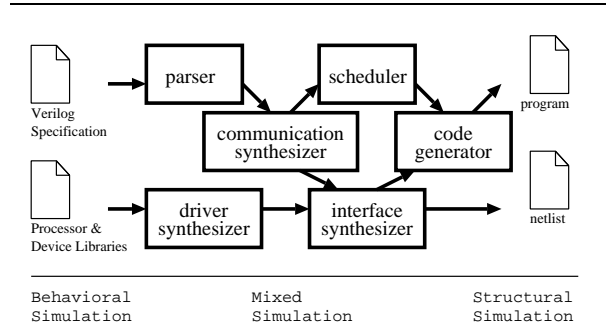 parser
scheduler
program
Verilog
Specification
communication
synthesizer
code
generator
Processor &
Device Libraries
driver
synthesizer
interface
synthesizer
netlist
Behavioral
Simulation
Mixed
Simulation
Structural
Simulation